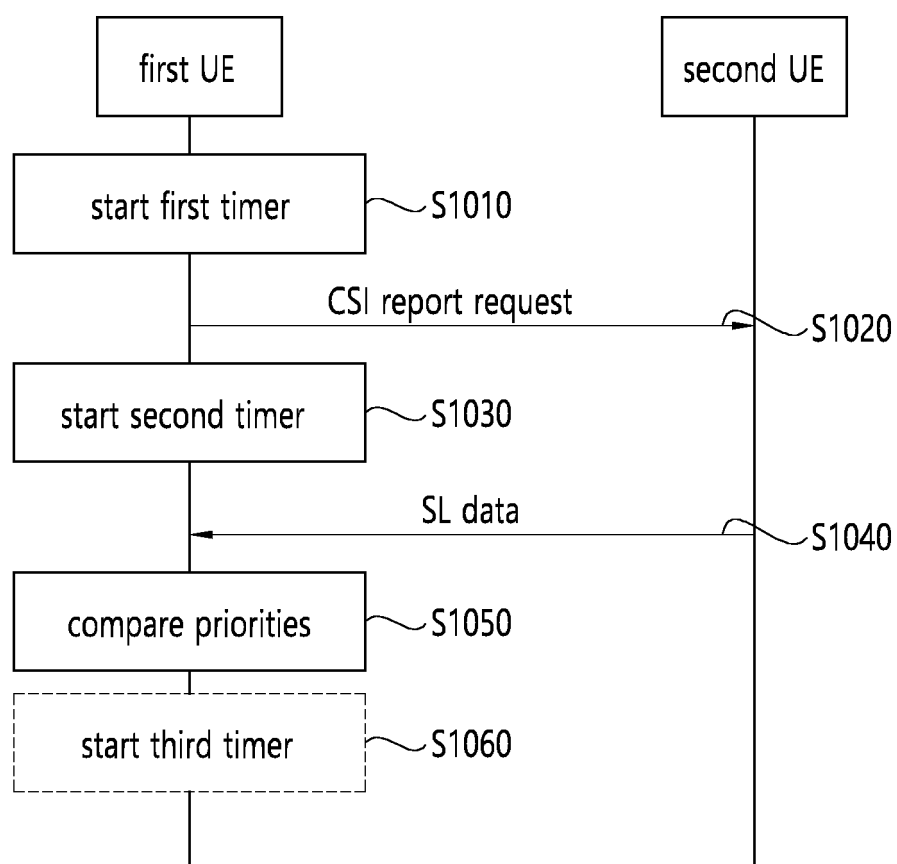 first UE
second UE
start first timer
S1010
CSI report request
S1020
start second timer
S1030
SL data
S1040
compare priorities
S1050
start third timer
S1060